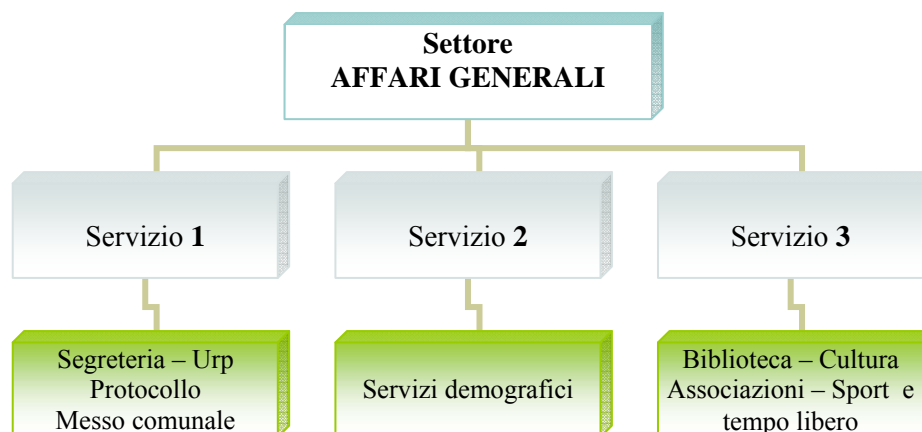 Settore
AFFARI GENERALI
Servizio 1
Servizio 2
Servizio 3
Segreteria – Urp
Protocollo
Messo comunale
Servizi demografici
Biblioteca – Cultura
Associazioni – Sport e
tempo libero